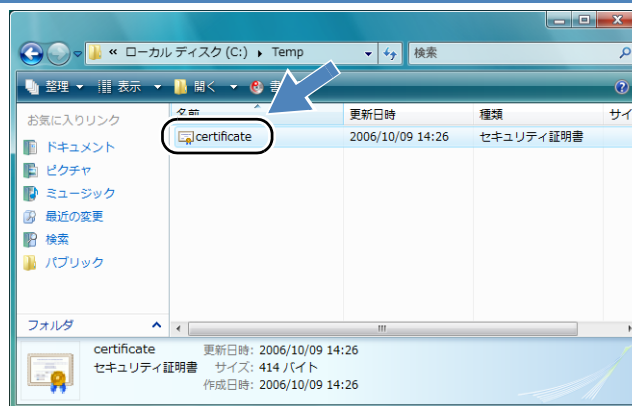 « ローカル ディスク (C:) ▸ Temp
検索
整理 表示 開く 書
名前 更新日時 種類 サイ
お気に入りリンク
certificate 2006/10/09 14:26 セキュリティ証明書
ドキュメント
ピクチャ
ミュージック
最近の変更
検索
パブリック
フォルダ
certificate 更新日時: 2006/10/09 14:26
セキュリティ証明書 サイズ: 414 バイト
作成日時: 2006/10/09 14:26